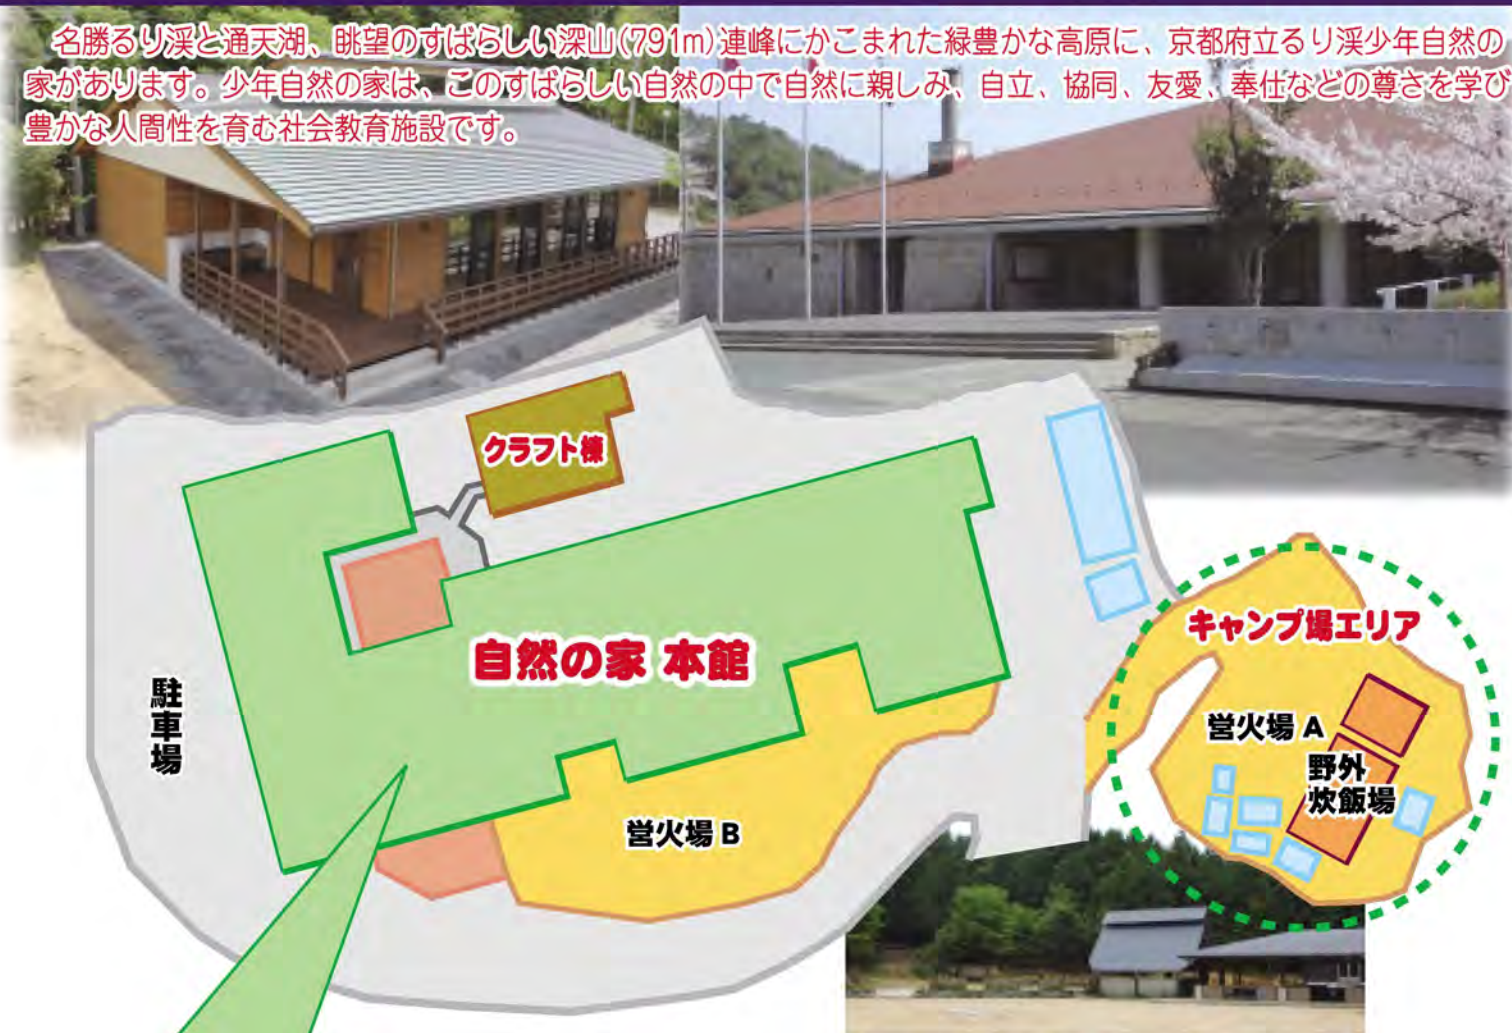 名勝るり渓と通天湖、眺望のすばらしい深山(791m)連峰にかこまれた緑豊かな高原に、京都府立るり渓少年自然の
家があります。少年自然の家は、このすばらしい自然の中で自然に親しみ、自立、協同、友愛、奉仕などの尊さを学び
豊かな人間性を育む社会教育施設です。
クラフト棟
自然の家 本館
駐車場
営火場 B
キャンプ場エリア
営火場 A
野外
炊飯場